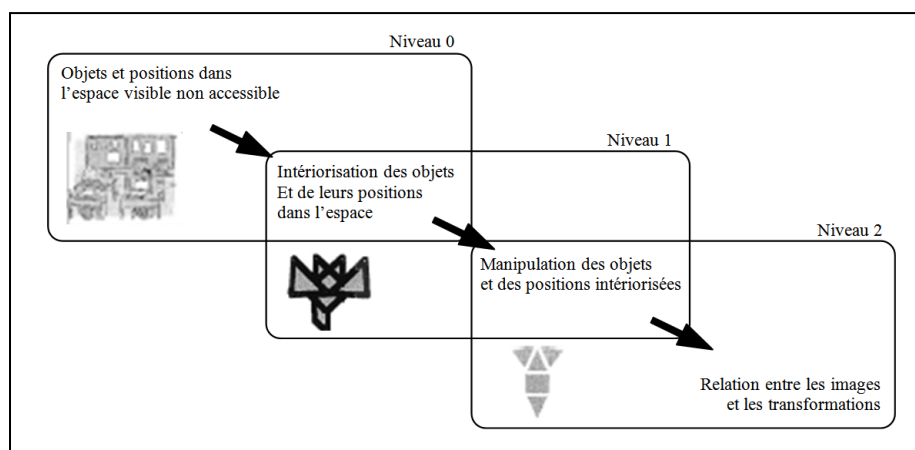 Niveau 0
Objets et positions dans
l'espace visible non accessible
Niveau 1
Intériorisation des objets
Et de leurs positions
dans l'espace
Niveau 2
Manipulation des objets
et des positions intériorisées
Relation entre les images
et les transformations